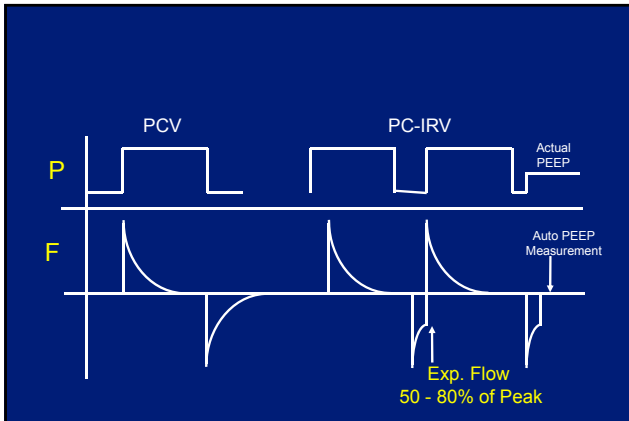 PCV
PC-IRV
Actual
PEEP
P
F
Auto PEEP
Measurement
Exp. Flow
50 - 80% of Peak